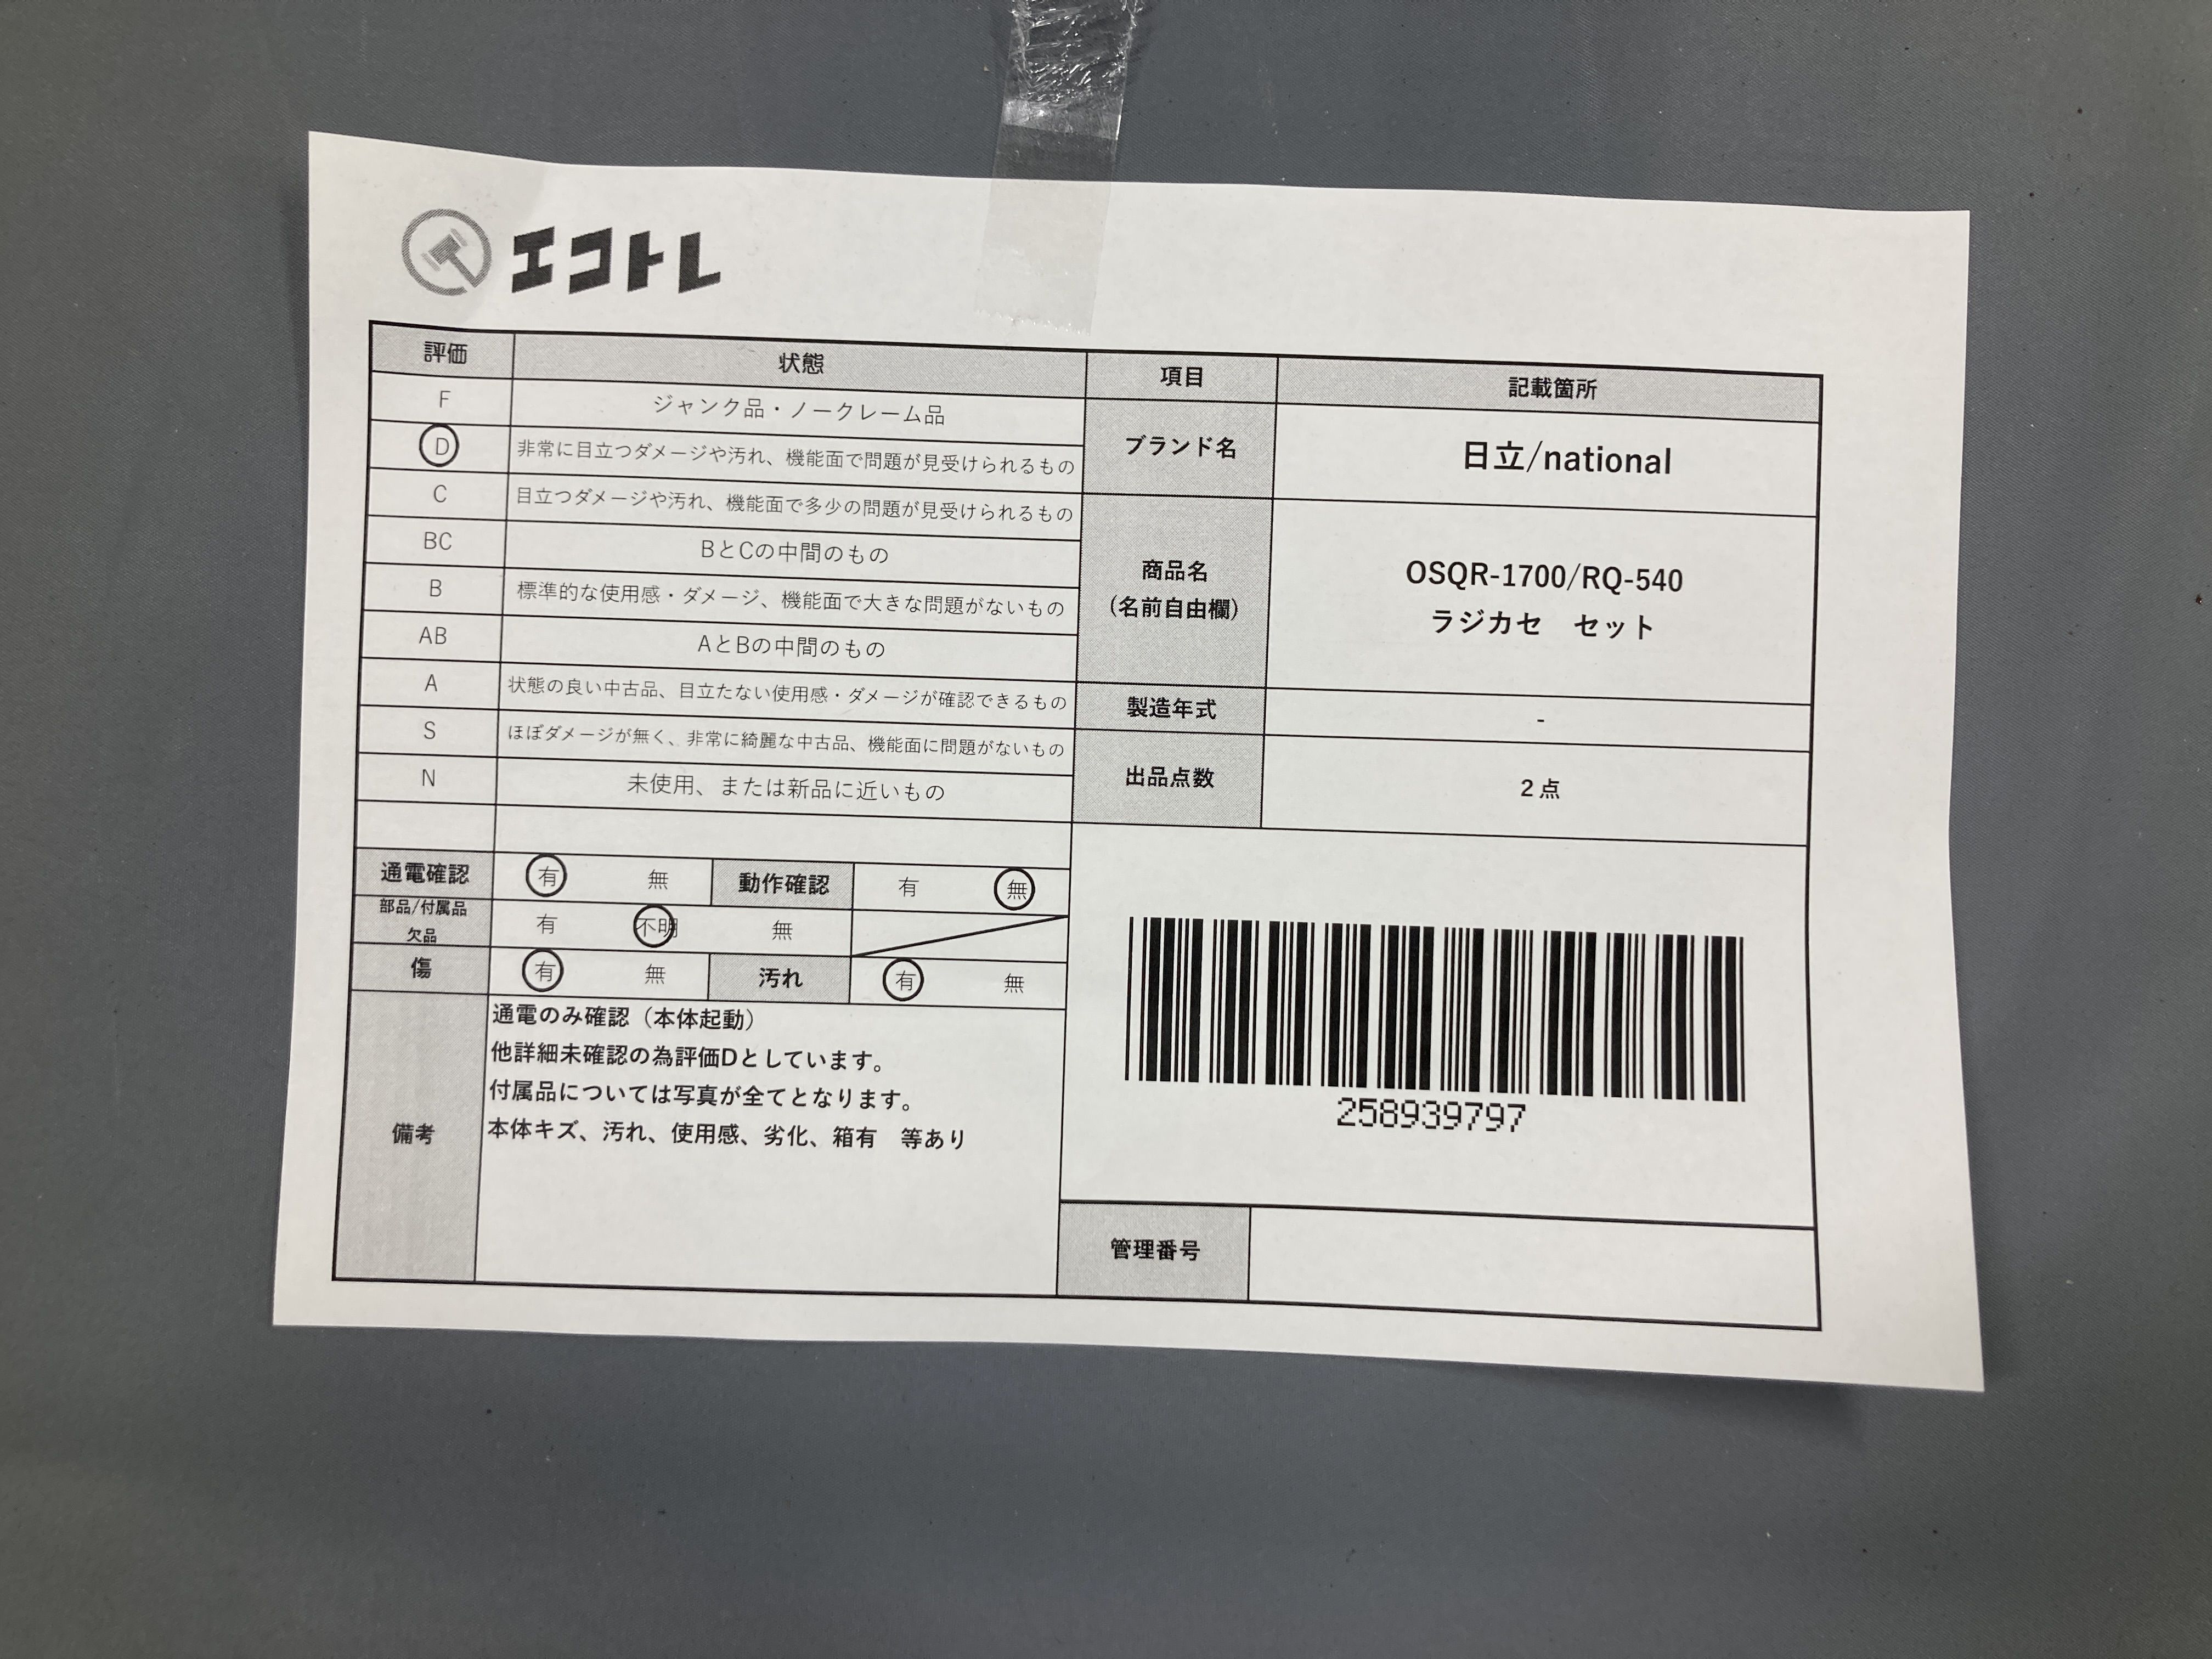 エコトレ
評価 状態
F ジャンク品・ノークレーム品
D 非常に目立つダメージや汚れ、機能面で問題が見受けられるもの
C 目立つダメージや汚れ、機能面で多少の問題が見受けられるもの
BC BとCの中間のもの
B 標準的な使用感・ダメージ、機能面で大きな問題がないもの
AB AとBの中間のもの
A 状態の良い中古品、目立たない使用感・ダメージが確認できるもの
S ほぼダメージが無く、非常に綺麗な中古品、機能面に問題がないもの
N 未使用、または新品に近いもの
通電確認 有 無 動作確認 有 無
部品/付属品
欠品 有 不明 無
傷 有 無 汚れ 有 無
備考
通電のみ確認（本体起動）
他詳細未確認の為評価Dとしています。
付属品については写真が全てとなります。
本体キズ、汚れ、使用感、劣化、箱有　等あり
項目 記載箇所
ブランド名 日立/national
商品名
（名前自由欄）
OSQR-1700/RQ-540
ラジカセ　セット
製造年式 -
出品点数 2点
258939797
管理番号